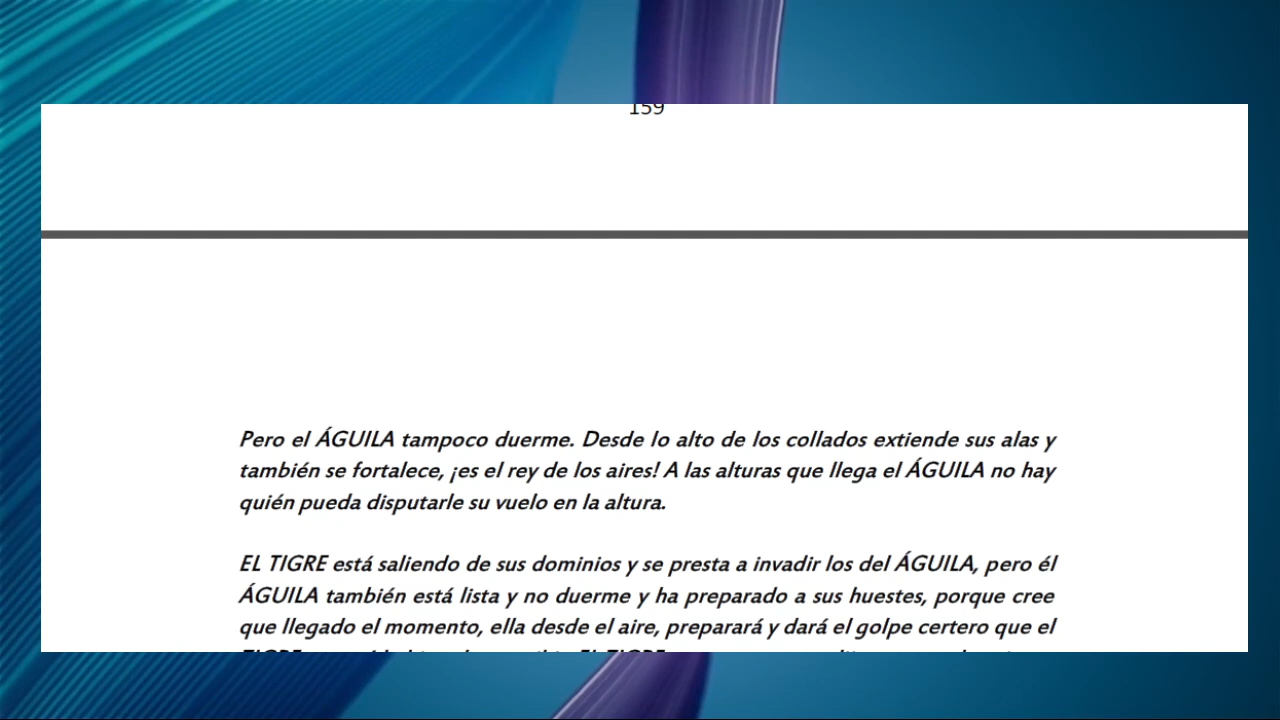 159
Pero el ÁGUILA tampoco duerme. Desde lo alto de los collados extiende sus alas y
también se fortalece, ¡es el rey de los aires! A las alturas que llega el ÁGUILA no hay
quién pueda disputarle su vuelo en la altura.
EL TIGRE está saliendo de sus dominios y se presta a invadir los del ÁGUILA, pero él
ÁGUILA también está lista y no duerme y ha preparado a sus huestes, porque cree
que llegado el momento, ella desde el aire, preparará y dará el golpe certero que el